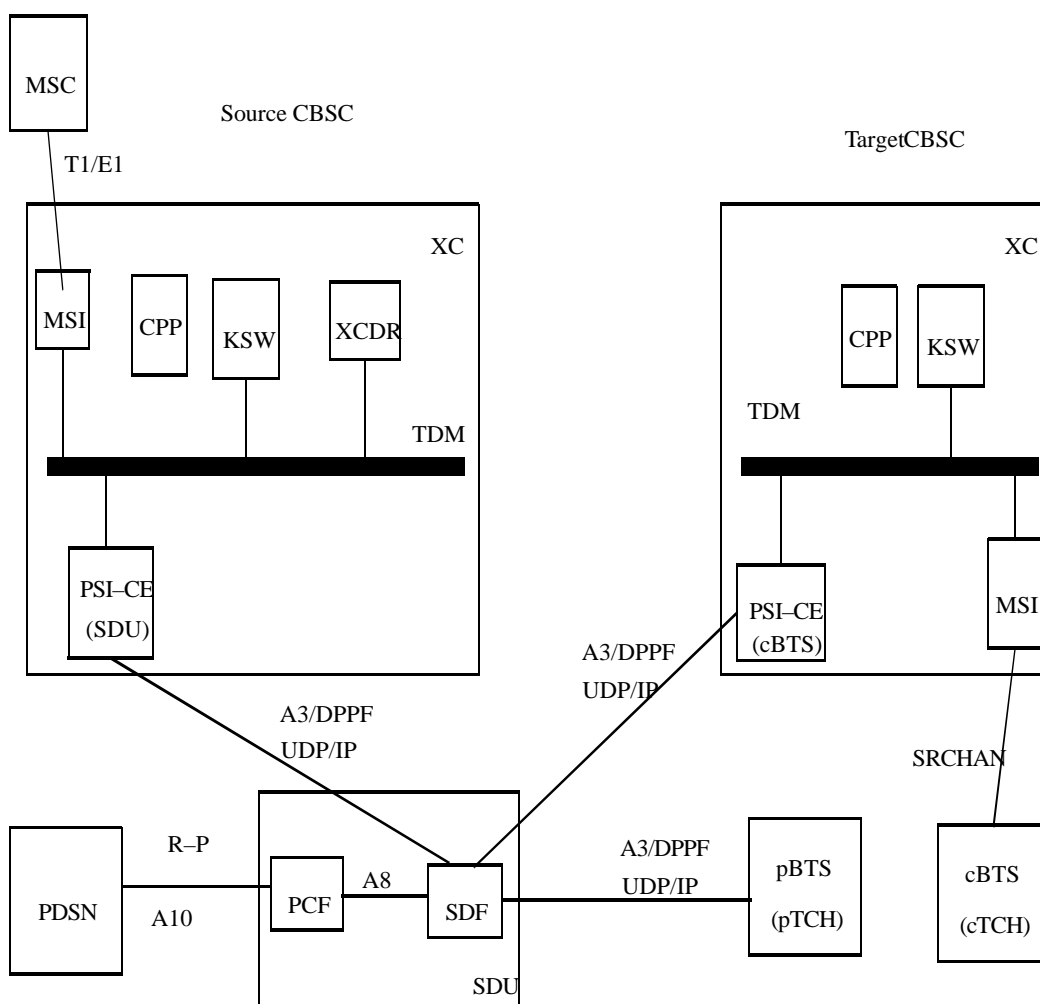 MSC
Source CBSC
TargetCBSC
T1/E1
XC
XC
MSI
CPP
KSW
XCDR
CPP
KSW
TDM
TDM
PSI–CE
(SDU)
PSI–CE
(cBTS)
MSI
A3/DPPF
UDP/IP
A3/DPPF
UDP/IP
SRCHAN
R–P
A10
PDSN
PCF
A8
SDF
SDU
A3/DPPF
UDP/IP
pBTS
(pTCH)
cBTS
(cTCH)